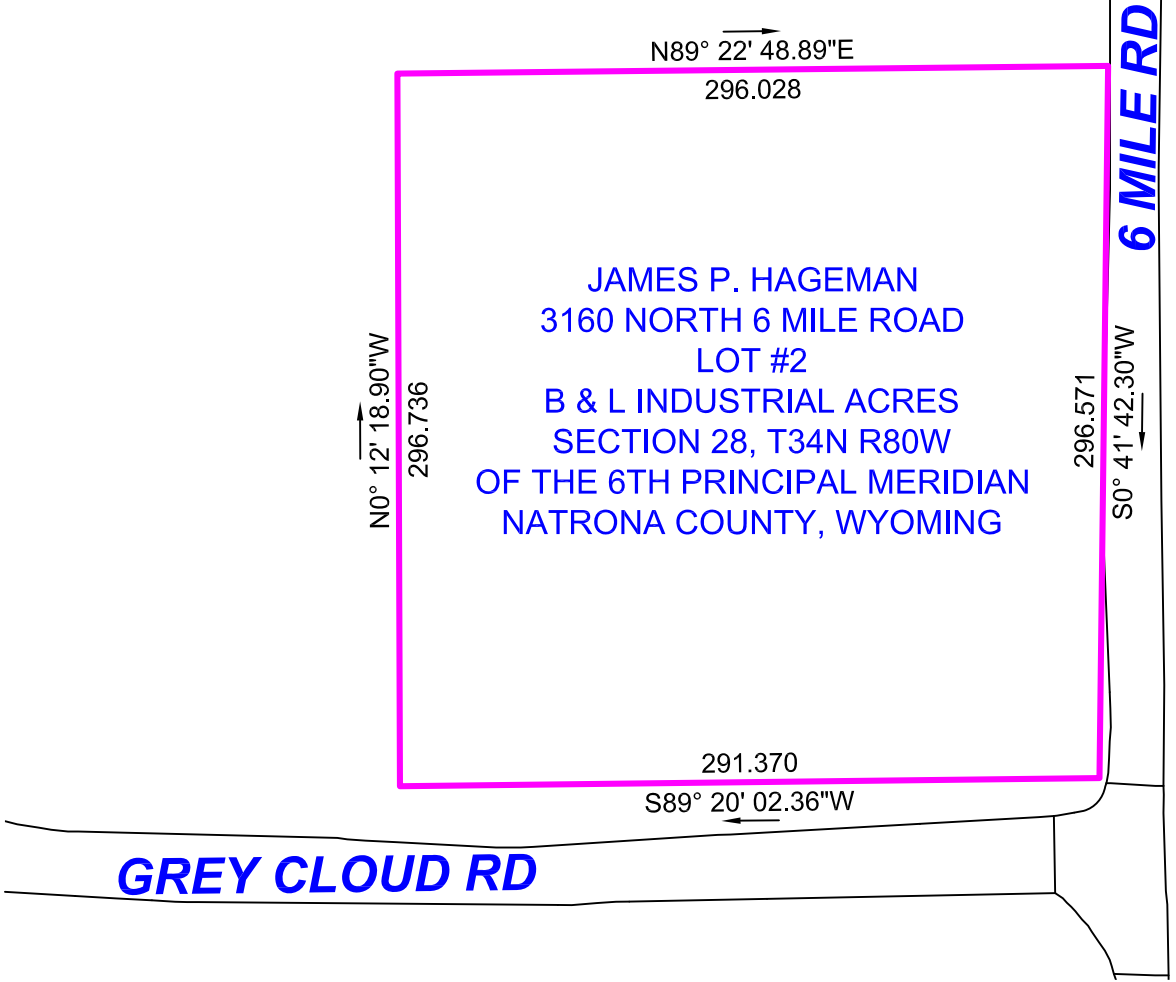 N89° 22' 48.89"E
296.028
6 MILE RD
JAMES P. HAGEMAN
3160 NORTH 6 MILE ROAD
LOT #2
B & L INDUSTRIAL ACRES
SECTION 28, T34N R80W
OF THE 6TH PRINCIPAL MERIDIAN
NATRONA COUNTY, WYOMING
N0° 12' 18.90"W
296.736
296.571
S0° 41' 42.30"W
291.370
S89° 20' 02.36"W
GREY CLOUD RD